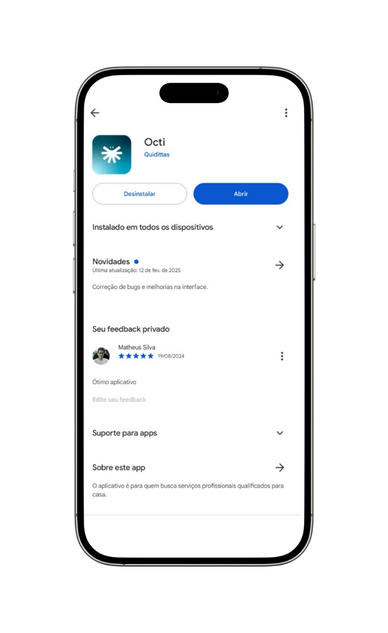 Octi
Quidittas
Desinstalar
Abrir
Instalado em todos os dispositivos
Novidades
Última atualização: 12 de fev. de 2025
Correção de bugs e melhorias na interface.
Seu feedback privado
Matheus Silva
19/08/2024
Ótimo aplicativo
Edite seu feedback
Suporte para apps
Sobre este app
O aplicativo é para quem busca serviços profissionais qualificados para
casa.